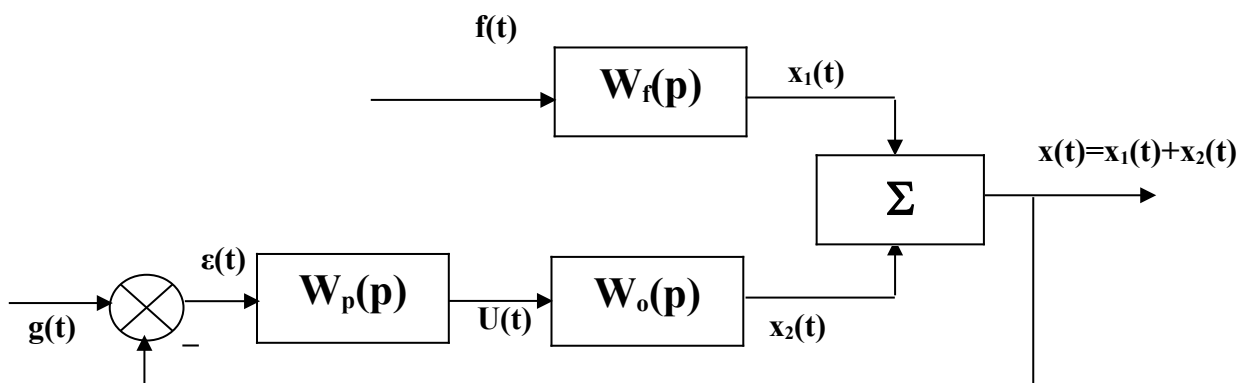 f(t)
W_f(p)
x₁(t)
x(t)=x₁(t)+x₂(t)
Σ
ε(t)
W_p(p)
W_o(p)
g(t)
–
U(t)
x₂(t)